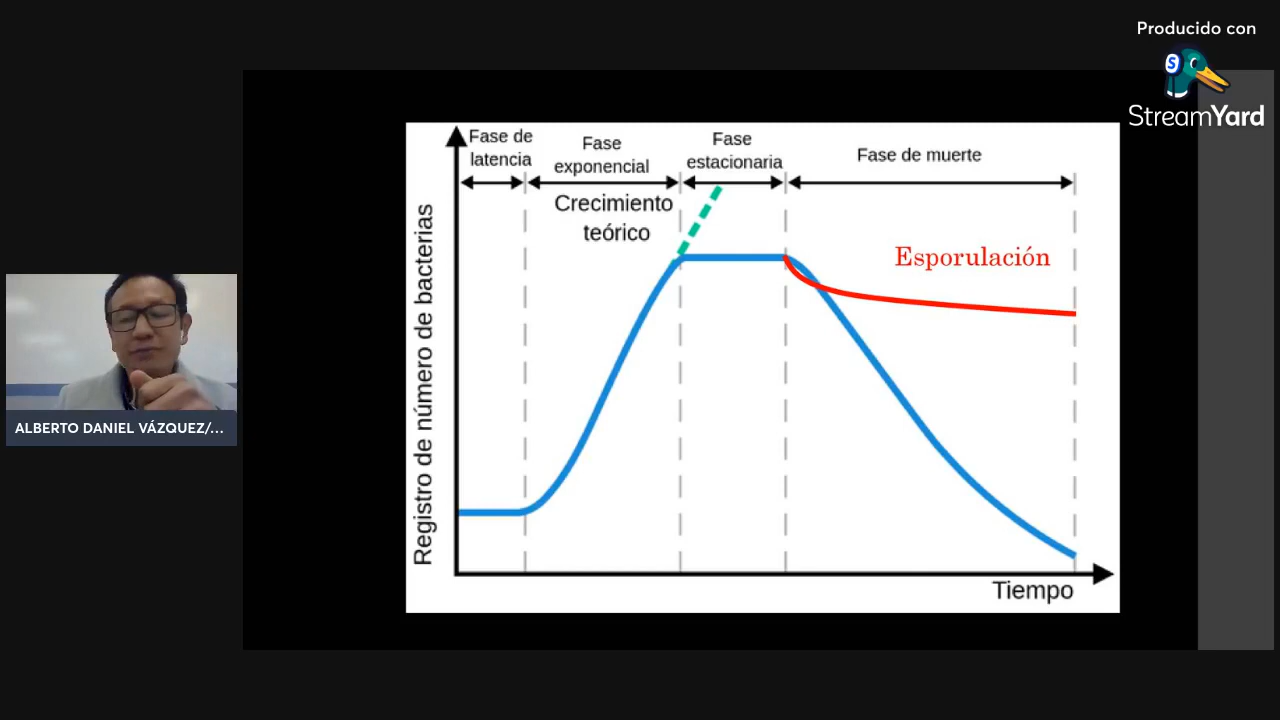 Producido con
StreamYard
Fase de
latencia
Fase
exponencial
Fase
estacionaria
Fase de muerte
Crecimiento
teórico
Esporulación
Registro de número de bacterias
Tiempo
ALBERTO DANIEL VÁZQUEZ/...